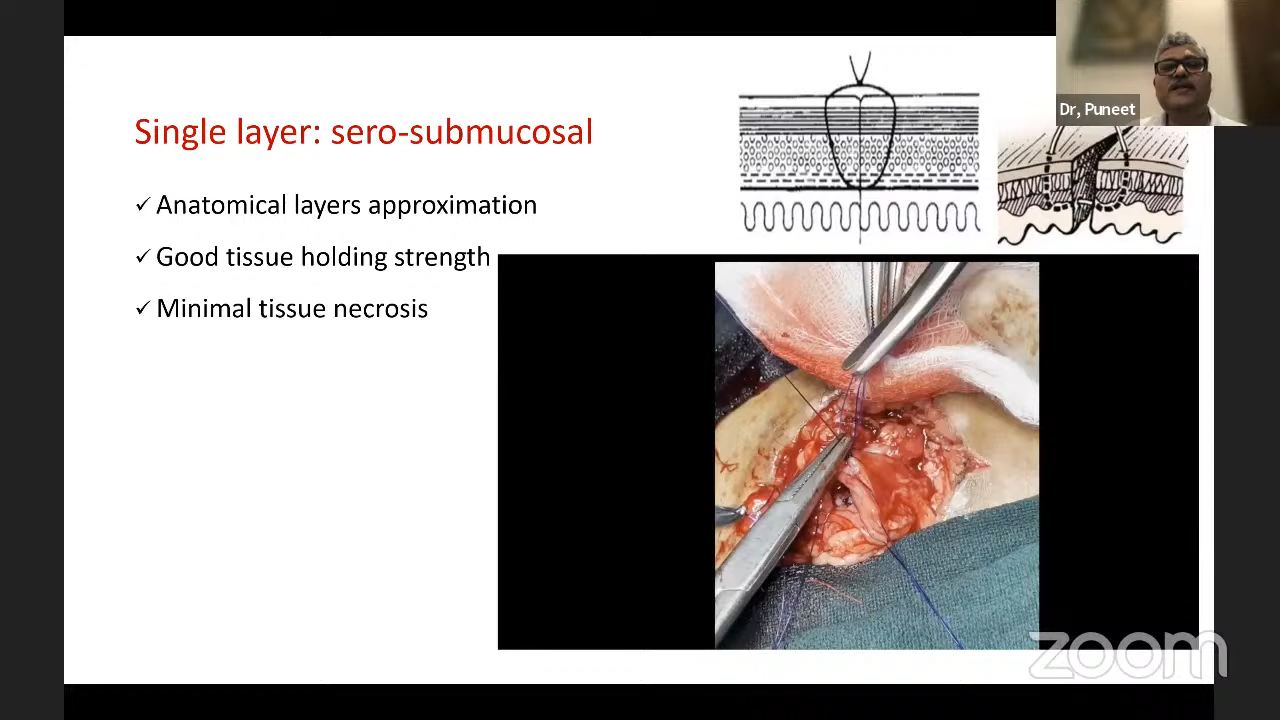 Single layer: sero-submucosal
✓ Anatomical layers approximation
✓ Good tissue holding strength
✓ Minimal tissue necrosis
Dr, Puneet
zoom